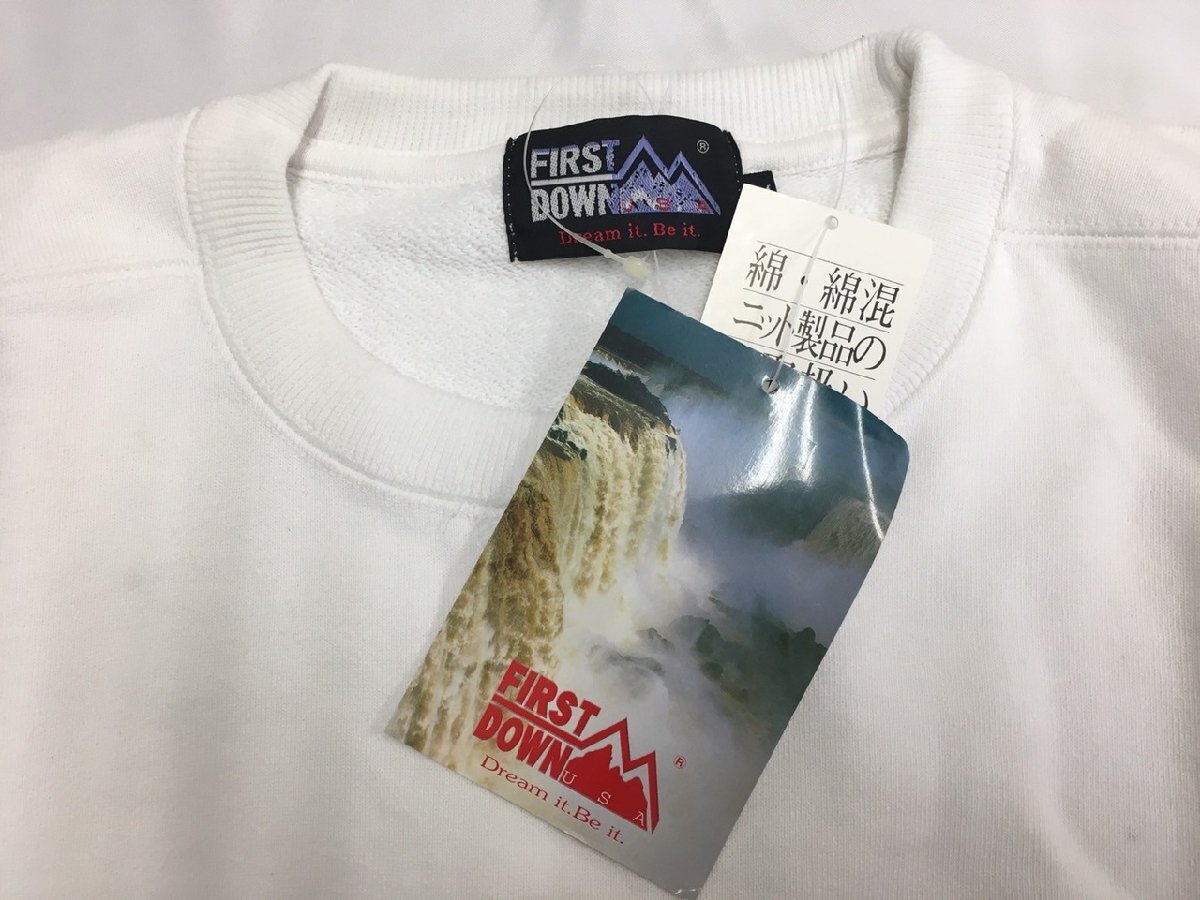 FIRST
DOWN USA
®
Dream it. Be it.
綿・綿混
ニット製品の
FIRST
DOWN USA
®
Dream it. Be it.